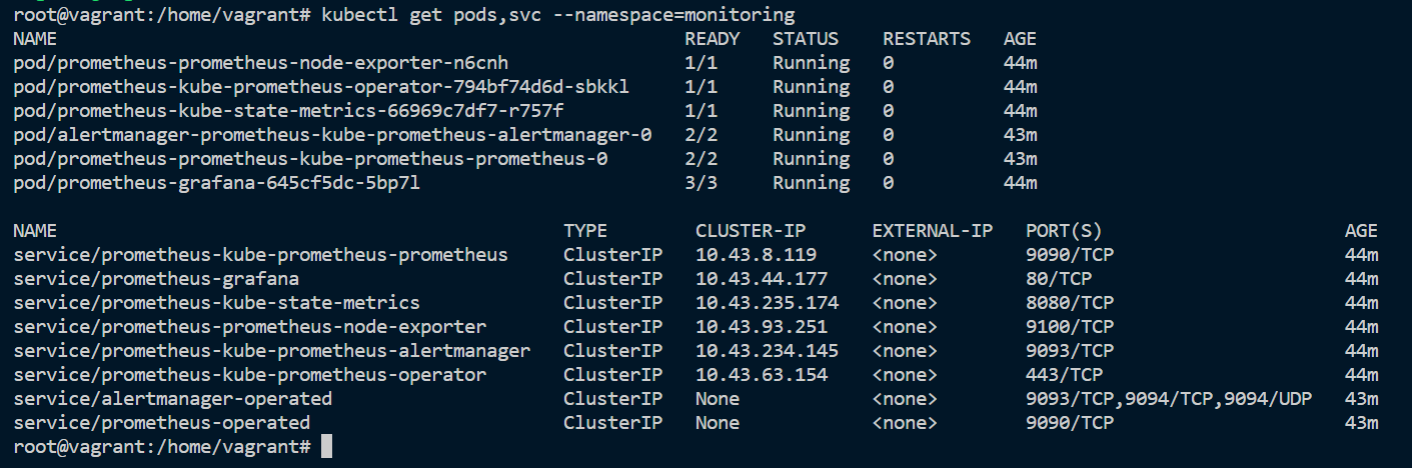 root@vagrant:/home/vagrant# kubectl get pods,svc --namespace=monitoring
NAME READY STATUS RESTARTS AGE
pod/prometheus-prometheus-node-exporter-n6cnh 1/1 Running 0 44m
pod/prometheus-kube-prometheus-operator-794bf74d6d-sbkkl 1/1 Running 0 44m
pod/prometheus-kube-state-metrics-66969c7df7-r757f 1/1 Running 0 44m
pod/alertmanager-prometheus-kube-prometheus-alertmanager-0 2/2 Running 0 43m
pod/prometheus-prometheus-kube-prometheus-prometheus-0 2/2 Running 0 43m
pod/prometheus-grafana-645cf5dc-5bp7l 3/3 Running 0 44m
NAME TYPE CLUSTER-IP EXTERNAL-IP PORT(S) AGE
service/prometheus-kube-prometheus-prometheus ClusterIP 10.43.8.119 <none> 9090/TCP 44m
service/prometheus-grafana ClusterIP 10.43.44.177 <none> 80/TCP 44m
service/prometheus-kube-state-metrics ClusterIP 10.43.235.174 <none> 8080/TCP 44m
service/prometheus-prometheus-node-exporter ClusterIP 10.43.93.251 <none> 9100/TCP 44m
service/prometheus-kube-prometheus-alertmanager ClusterIP 10.43.234.145 <none> 9093/TCP 44m
service/prometheus-kube-prometheus-operator ClusterIP 10.43.63.154 <none> 443/TCP 44m
service/alertmanager-operated ClusterIP None <none> 9093/TCP,9094/TCP,9094/UDP 43m
service/prometheus-operated ClusterIP None <none> 9090/TCP 43m
root@vagrant:/home/vagrant#